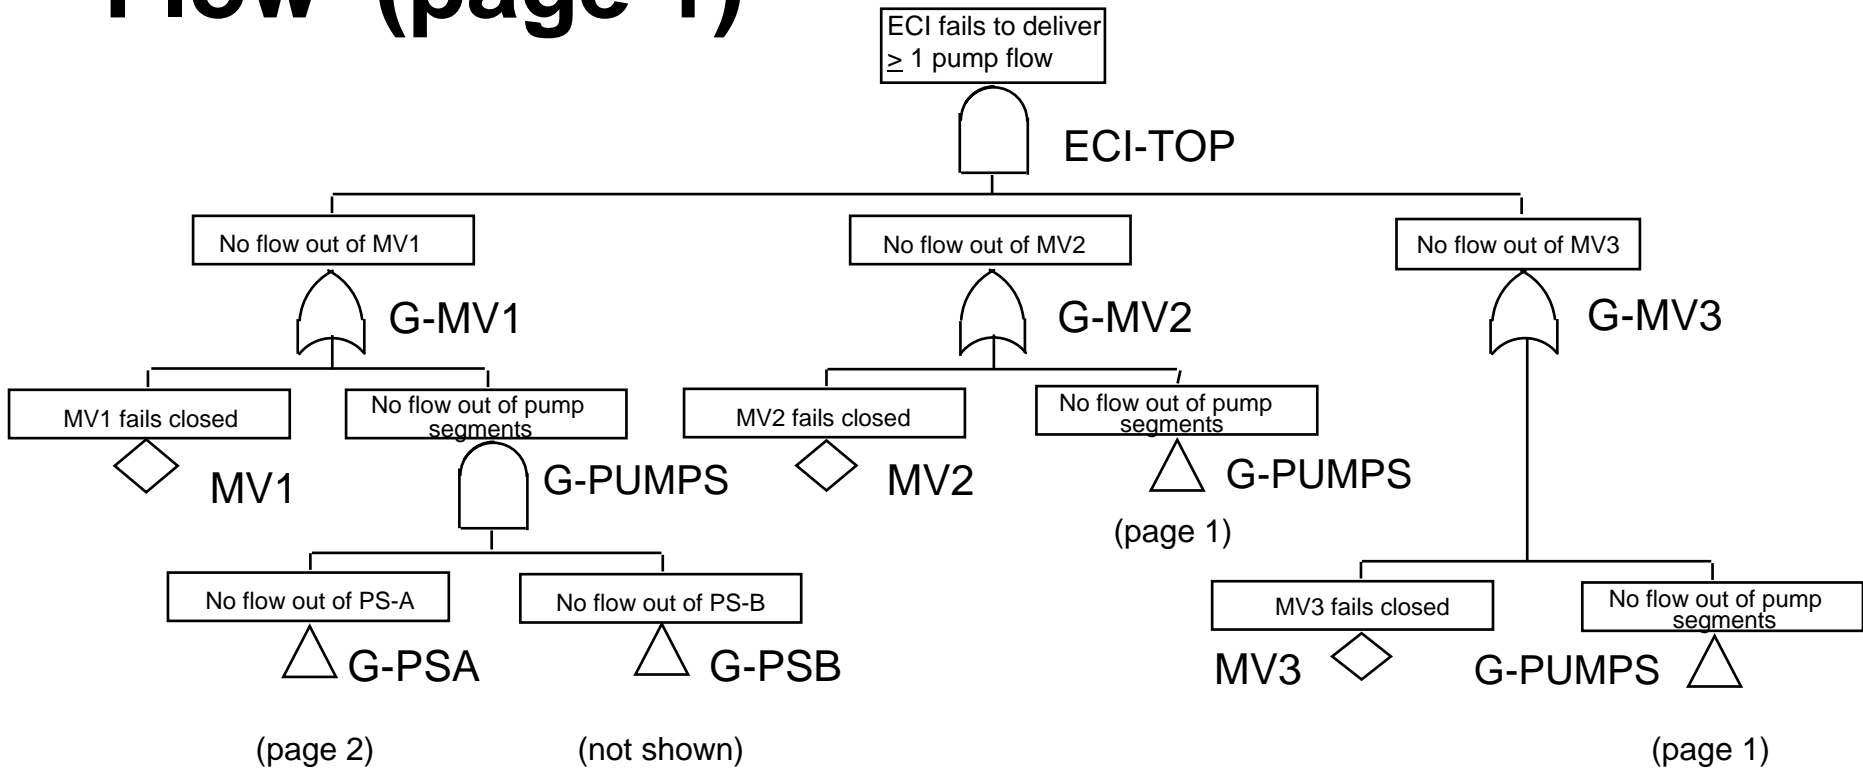 Flow (page 1)
ECI fails to deliver
≥ 1 pump flow
ECI-TOP
No flow out of MV1
No flow out of MV2
No flow out of MV3
G-MV1
G-MV2
G-MV3
MV1 fails closed
No flow out of pump
segments
MV2 fails closed
No flow out of pump
segments
MV1
G-PUMPS
MV2
G-PUMPS
(page 1)
No flow out of PS-A
No flow out of PS-B
MV3 fails closed
No flow out of pump
segments
G-PSA
G-PSB
MV3
G-PUMPS
(page 2)
(not shown)
(page 1)